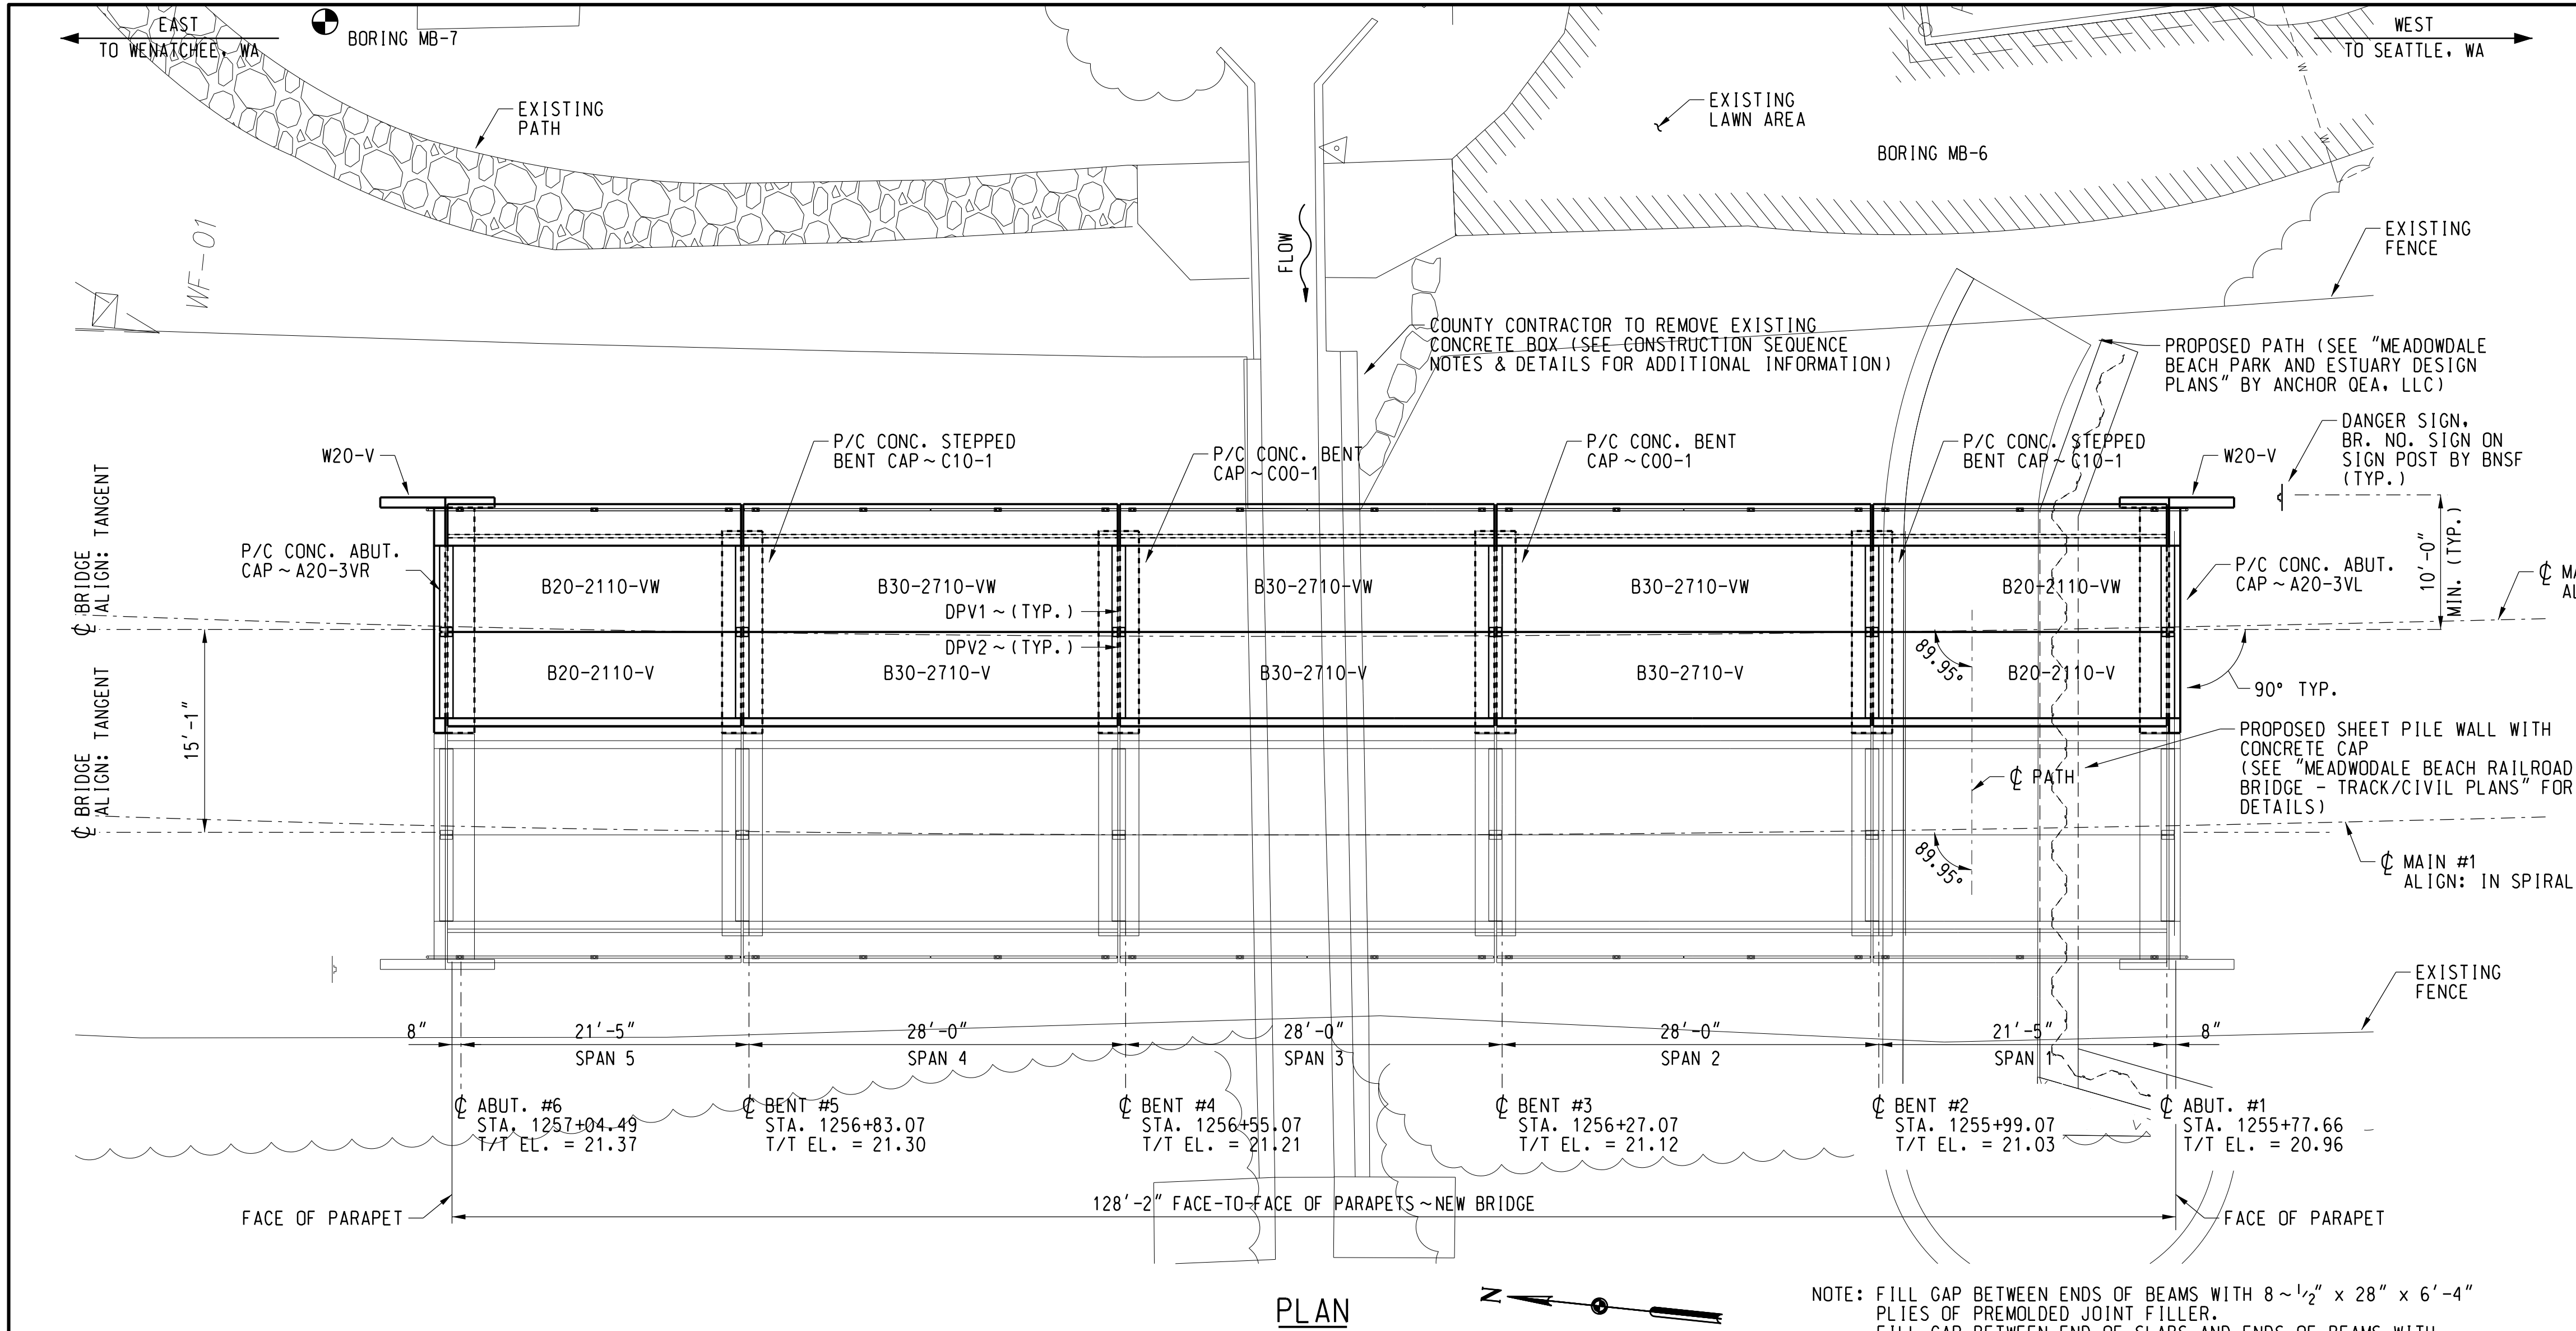 EAST
TO WENATCHEE, WA
BORING MB-7
WEST
TO SEATTLE, WA
EXISTING
PATH
EXISTING
LAWN AREA
BORING MB-6
W
W
WF-01
FLOW
EXISTING
FENCE
COUNTY CONTRACTOR TO REMOVE EXISTING
CONCRETE BOX (SEE CONSTRUCTION SEQUENCE
NOTES & DETAILS FOR ADDITIONAL INFORMATION)
PROPOSED PATH (SEE "MEADOWDALE
BEACH PARK AND ESTUARY DESIGN
PLANS" BY ANCHOR QEA, LLC)
DANGER SIGN,
BR. NO. SIGN ON
SIGN POST BY BNSF
(TYP.)
W20-V
P/C CONC. STEPPED
BENT CAP ~ C10-1
P/C CONC. BENT
CAP ~ C00-1
P/C CONC. BENT
CAP ~ C00-1
P/C CONC. STEPPED
BENT CAP ~ C10-1
W20-V
℄ BRIDGE
ALIGN: TANGENT
P/C CONC. ABUT.
CAP ~ A20-3VR
B20-2110-VW
B30-2710-VW
B30-2710-VW
B30-2710-VW
B20-2110-VW
P/C CONC. ABUT.
CAP ~ A20-3VL
10'-0"
MIN. (TYP.)
DPV1 ~ (TYP.)
DPV2 ~ (TYP.)
B20-2110-V
B30-2710-V
B30-2710-V
B30-2710-V
B20-2110-V
89.95°
90° TYP.
℄ BRIDGE
ALIGN: TANGENT
15'-1"
PROPOSED SHEET PILE WALL WITH
CONCRETE CAP
(SEE "MEADWODALE BEACH RAILROAD
BRIDGE - TRACK/CIVIL PLANS" FOR
DETAILS)
℄ PATH
89.95°
℄ MAIN #1
ALIGN: IN SPIRAL
EXISTING
FENCE
8"
21'-5"
28'-0"
28'-0"
28'-0"
21'-5"
8"
SPAN 5
SPAN 4
SPAN 3
SPAN 2
SPAN 1
℄ ABUT. #6
STA. 1257+04.49
T/T EL. = 21.37
℄ BENT #5
STA. 1256+83.07
T/T EL. = 21.30
℄ BENT #4
STA. 1256+55.07
T/T EL. = 21.21
℄ BENT #3
STA. 1256+27.07
T/T EL. = 21.12
℄ BENT #2
STA. 1255+99.07
T/T EL. = 21.03
℄ ABUT. #1
STA. 1255+77.66
T/T EL. = 20.96
FACE OF PARAPET
128'-2" FACE-TO-FACE OF PARAPETS ~ NEW BRIDGE
FACE OF PARAPET
PLAN
N
NOTE: FILL GAP BETWEEN ENDS OF BEAMS WITH 8 ~ 1/2" x 28" x 6'-4"
PLIES OF PREMOLDED JOINT FILLER.
FILL GAP BETWEEN END OF SLABS AND ENDS OF BEAMS WITH